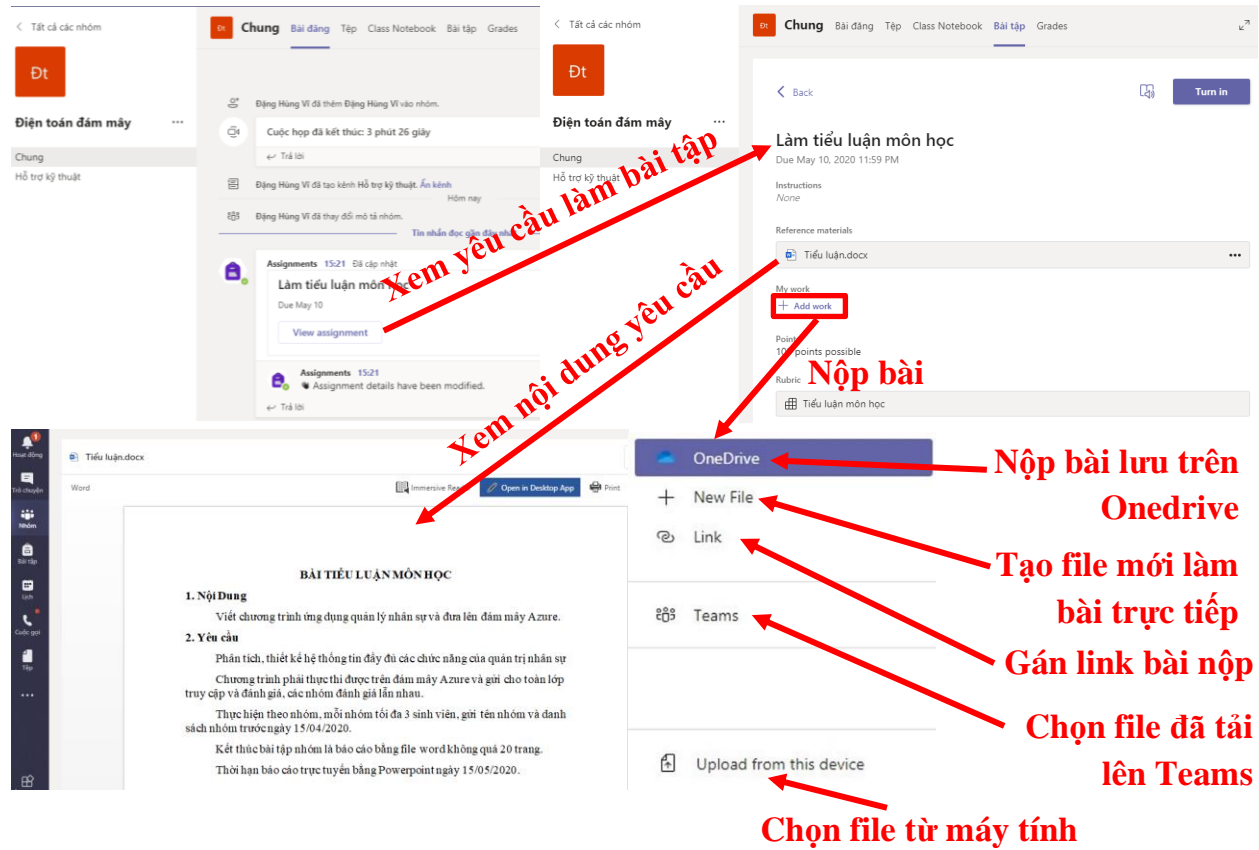 < Tất cả các nhóm
Đt
Điện toán đám mây ...
Chung
Hỗ trợ kỹ thuật
Đt Chung Bài đăng Tệp Class Notebook Bài tập Grades
Đặng Hùng Vĩ đã thêm Đặng Hùng Vĩ vào nhóm.
Cuộc họp đã kết thúc: 3 phút 26 giây
Trả lời
Đặng Hùng Vĩ đã tạo kênh Hỗ trợ kỹ thuật. Ẩn kênh
Hôm nay
Đặng Hùng Vĩ đã thay đổi mô tả nhóm.
Tin nhắn đọc gần đây
Assignments 15:21 Đã cập nhật
Làm tiểu luận môn học
Due May 10
View assignment
Assignments 15:21
Assignment details have been modified.
Trả lời
< Tất cả các nhóm
Đt
Điện toán đám mây ...
Chung
Hỗ trợ kỹ thuật
Xem yêu cầu làm bài tập
Đt Chung Bài đăng Tệp Class Notebook Bài tập Grades
< Back
Turn in
Làm tiểu luận môn học
Due May 10, 2020 11:59 PM
Instructions
None
Reference materials
Tiểu luận.docx ...
My work
+ Add work
points possible
Rubric
Tiểu luận môn học
Xem nội dung yêu cầu
Nộp bài
1
Hoạt động
Trò chuyện
Nhóm
Bài tập
Lịch
Cuộc gọi
Tệp
...
Tiểu luận.docx
Word
Immersive Open in Desktop App Print
BÀI TIỂU LUẬN MÔN HỌC
1. Nội Dung
Viết chương trình ứng dụng quản lý nhân sự và đưa lên đám mây Azure.
2. Yêu cầu
Phân tích, thiết kế hệ thống tin đầy đủ các chức năng của quản trị nhân sự
Chương trình phải thực thi được trên đám mây Azure và gửi cho toàn lớp
truy cập và đánh giá, các nhóm đánh giá lẫn nhau.
Thực hiện theo nhóm, mỗi nhóm tối đa 3 sinh viên, gửi tên nhóm và danh
sách nhóm trước ngày 15/04/2020.
Kết thúc bài tập nhóm là báo cáo bằng file word không quá 20 trang.
Thời hạn báo cáo trực tuyến bằng Powerpoint ngày 15/05/2020.
OneDrive
+ New File
Link
Teams
Upload from this device
Nộp bài lưu trên
Onedrive
Tạo file mới làm
bài trực tiếp
Gán link bài nộp
Chọn file đã tải
lên Teams
Chọn file từ máy tính